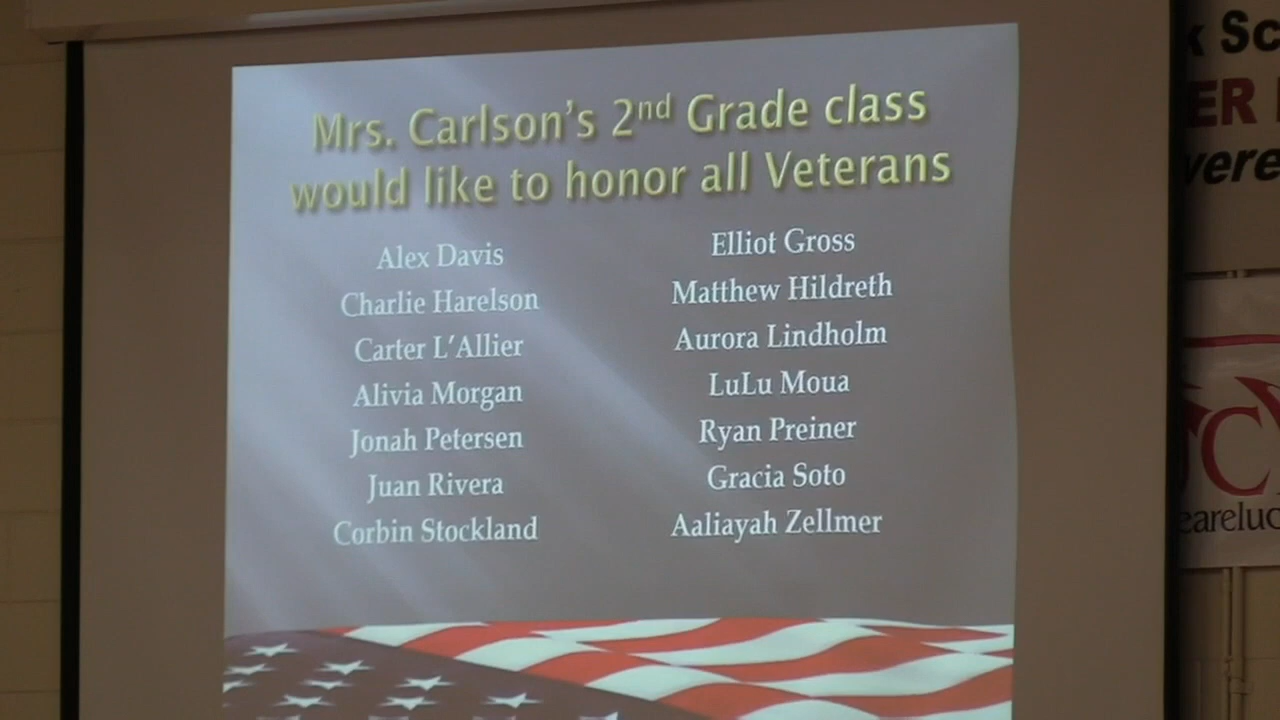 Mrs. Carlson's 2nd Grade class
would like to honor all Veterans
Alex Davis
Charlie Harelson
Carter L'Allier
Alivia Morgan
Jonah Petersen
Juan Rivera
Corbin Stockland
Elliot Gross
Matthew Hildreth
Aurora Lindholm
LuLu Moua
Ryan Preiner
Gracia Soto
Aaliayah Zellmer